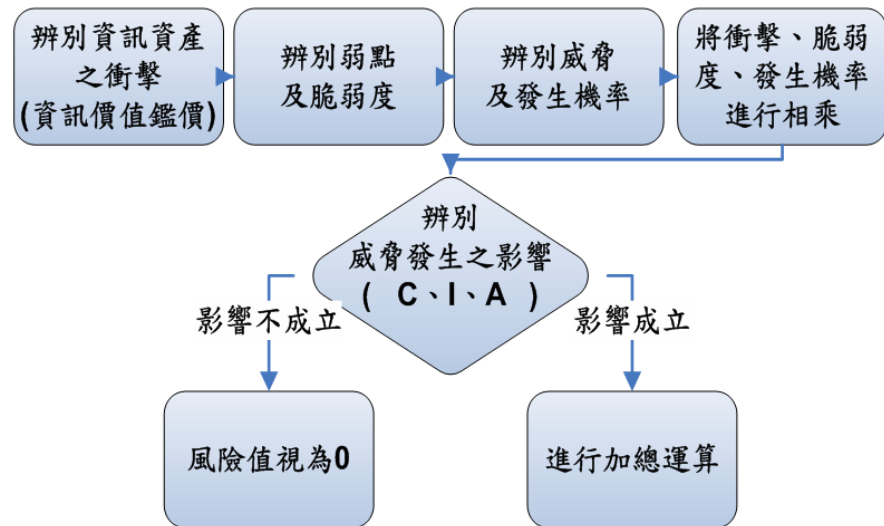 辨別資訊資產
之衝擊
(資訊價值鑑價)
辨別弱點
及脆弱度
辨別威脅
及發生機率
將衝擊、脆弱
度、發生機率
進行相乘
辨別
威脅發生之影響
( C、I、A )
影響不成立
影響成立
風險值視為0
進行加總運算